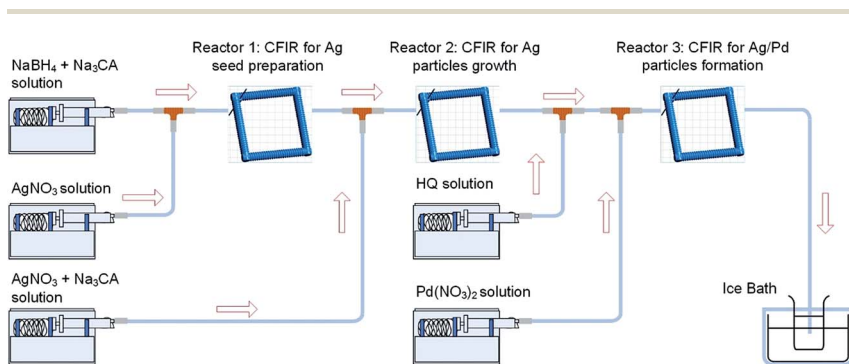 Reactor 1: CFIR for Ag
seed preparation
Reactor 2: CFIR for Ag
particles growth
Reactor 3: CFIR for Ag/Pd
particles formation
NaBH₄ + Na₃CA
solution
AgNO₃ solution
HQ solution
AgNO₃ + Na₃CA
solution
Pd(NO₃)₂ solution
Ice Bath